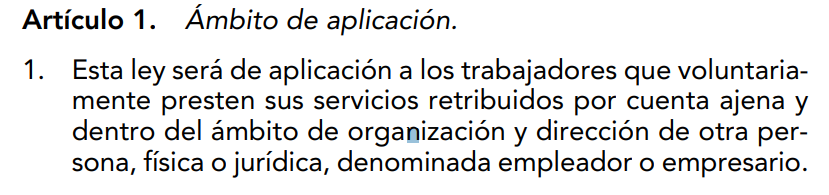 Artículo 1. Ámbito de aplicación.
1. Esta ley será de aplicación a los trabajadores que voluntaria-
mente presten sus servicios retribuidos por cuenta ajena y
dentro del ámbito de organización y dirección de otra per-
sona, física o jurídica, denominada empleador o empresario.